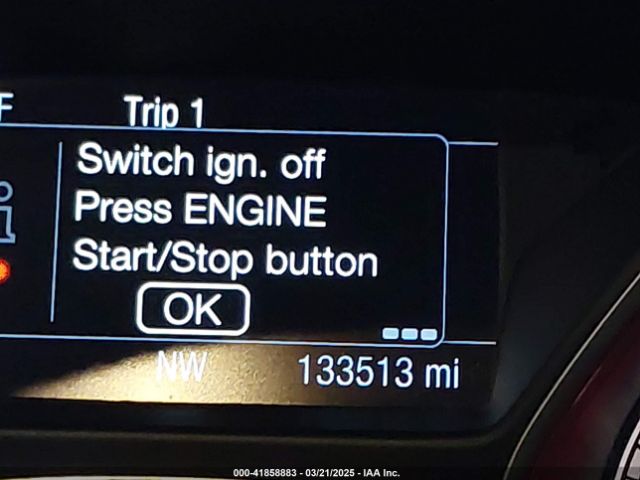 F Trip 1
Switch ign. off
Press ENGINE
Start/Stop button
OK
NW 133513 mi
000-41858883 - 03/21/2025 - IAA Inc.